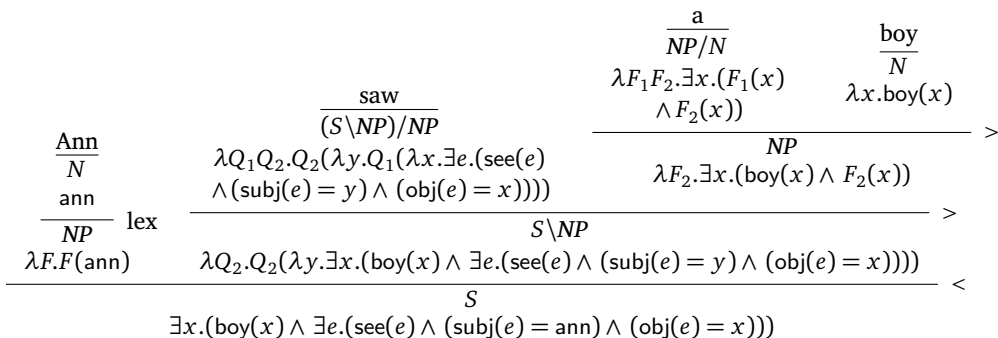 a
NP/N
λF₁F₂.∃x.(F₁(x)
∧F₂(x))
boy
N
λx.boy(x)
>
saw
(S\NP)/NP
λQ₁Q₂.Q₂(λy.Q₁(λx.∃e.(see(e)
∧(subj(e) = y) ∧ (obj(e) = x))))
NP
λF₂.∃x.(boy(x) ∧ F₂(x))
>
Ann
N
ann
lex
NP
λF.F(ann)
S\NP
λQ₂.Q₂(λy.∃x.(boy(x) ∧ ∃e.(see(e) ∧ (subj(e) = y) ∧ (obj(e) = x))))
<
S
∃x.(boy(x) ∧ ∃e.(see(e) ∧ (subj(e) = ann) ∧ (obj(e) = x)))